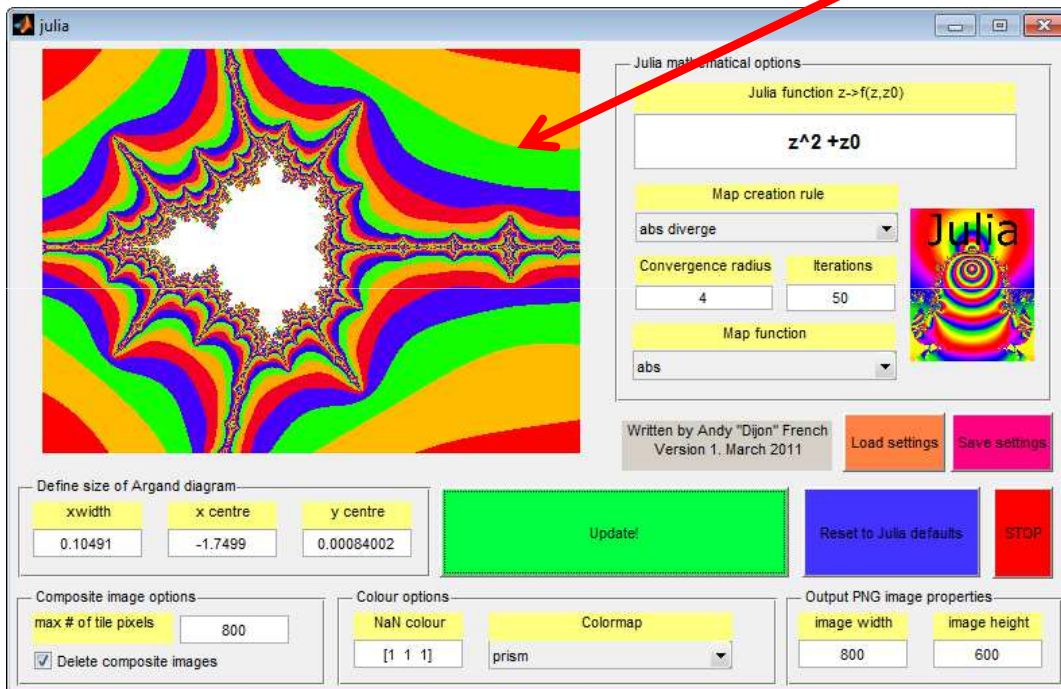 julia
Julia mathematical options
Julia function z->f(z,z0)
z^2 +z0
Map creation rule
abs diverge
Convergence radius
Iterations
4
50
Map function
abs
Julia
Written by Andy "Dijon" French
Version 1. March 2011
Load settings
Save settings
Define size of Argand diagram
xwidth
x centre
y centre
0.10491
-1.7499
0.00084002
Update!
Reset to Julia defaults
STOP
Composite image options
max # of tile pixels
800
Delete composite images
Colour options
NaN colour
Colormap
[1 1 1]
prism
Output PNG image properties
image width
image height
800
600